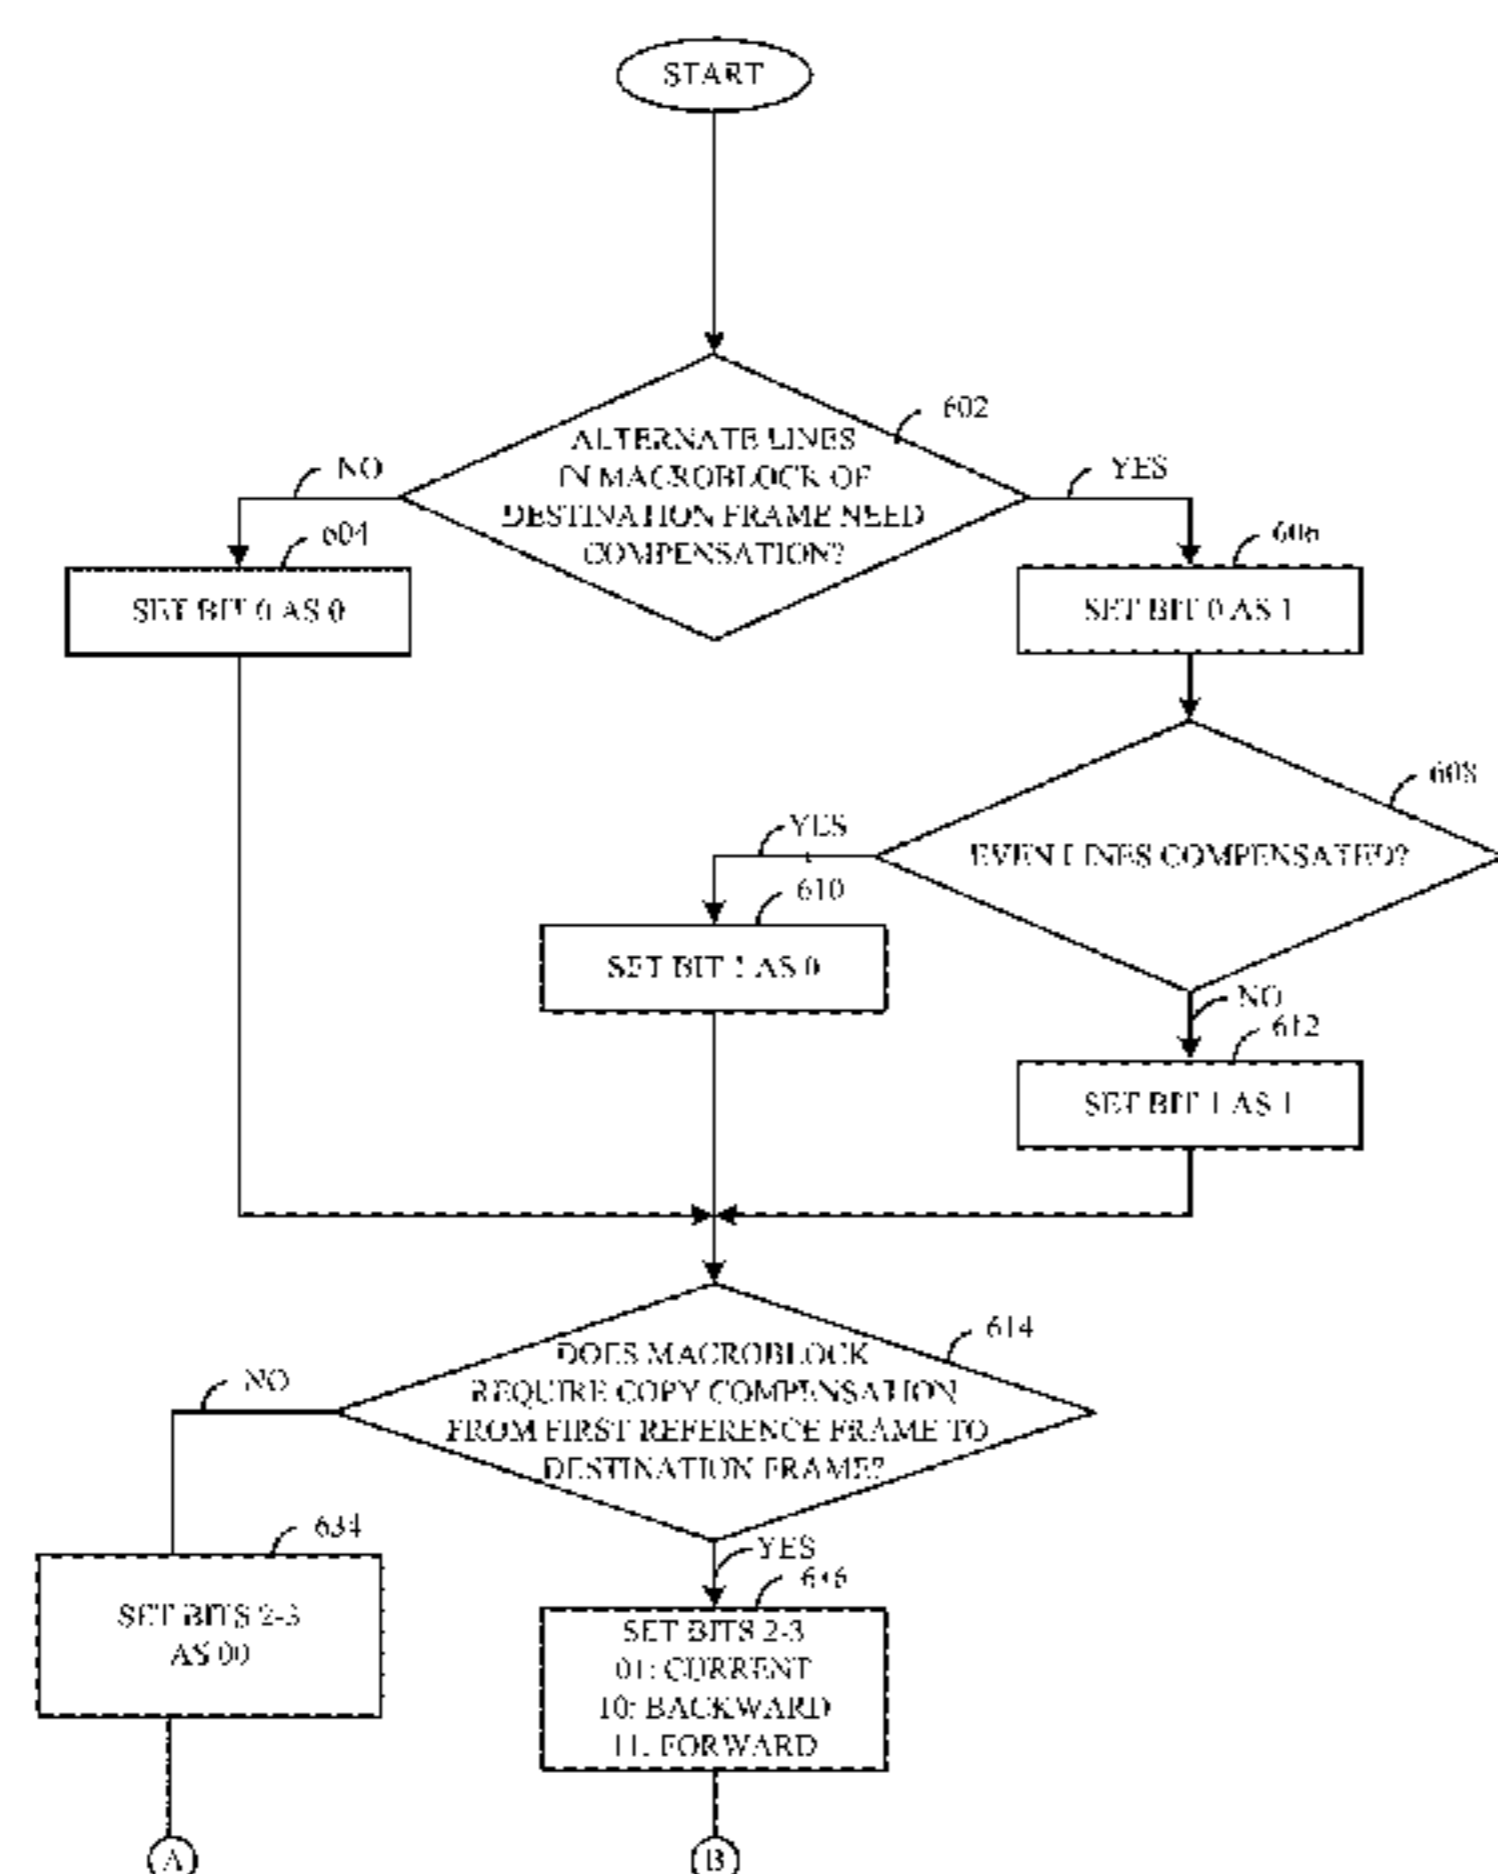 START
602
ALTERNATE LINES
IN MACROBLOCK OF
DESTINATION FRAME NEED
COMPENSATION?
NO
YES
604
SET BIT 0 AS 0
606
SET BIT 0 AS 1
608
EVEN LINES COMPENSATED?
YES
610
SET BIT AS 0
NO
612
SET BIT 1 AS 1
614
DOES MACROBLOCK
REQUIRE COPY COMPENSATION
FROM FIRST REFERENCE FRAME TO
DESTINATION FRAME?
NO
634
SET BITS 2-3
AS 00
YES
SET BITS 2-3
01: CURRENT
10: BACKWARD
11: FORWARD
A
B